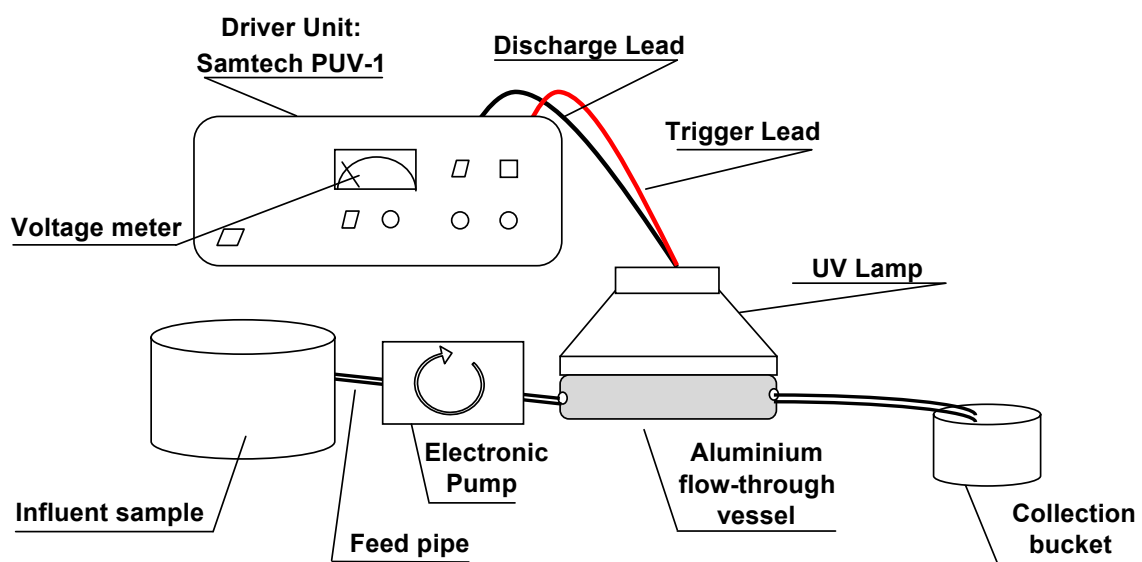 Driver Unit:
Samtech PUV-1
Discharge Lead
Trigger Lead
Voltage meter
UV Lamp
Electronic
Pump
Aluminium
flow-through
vessel
Influent sample
Feed pipe
Collection
bucket